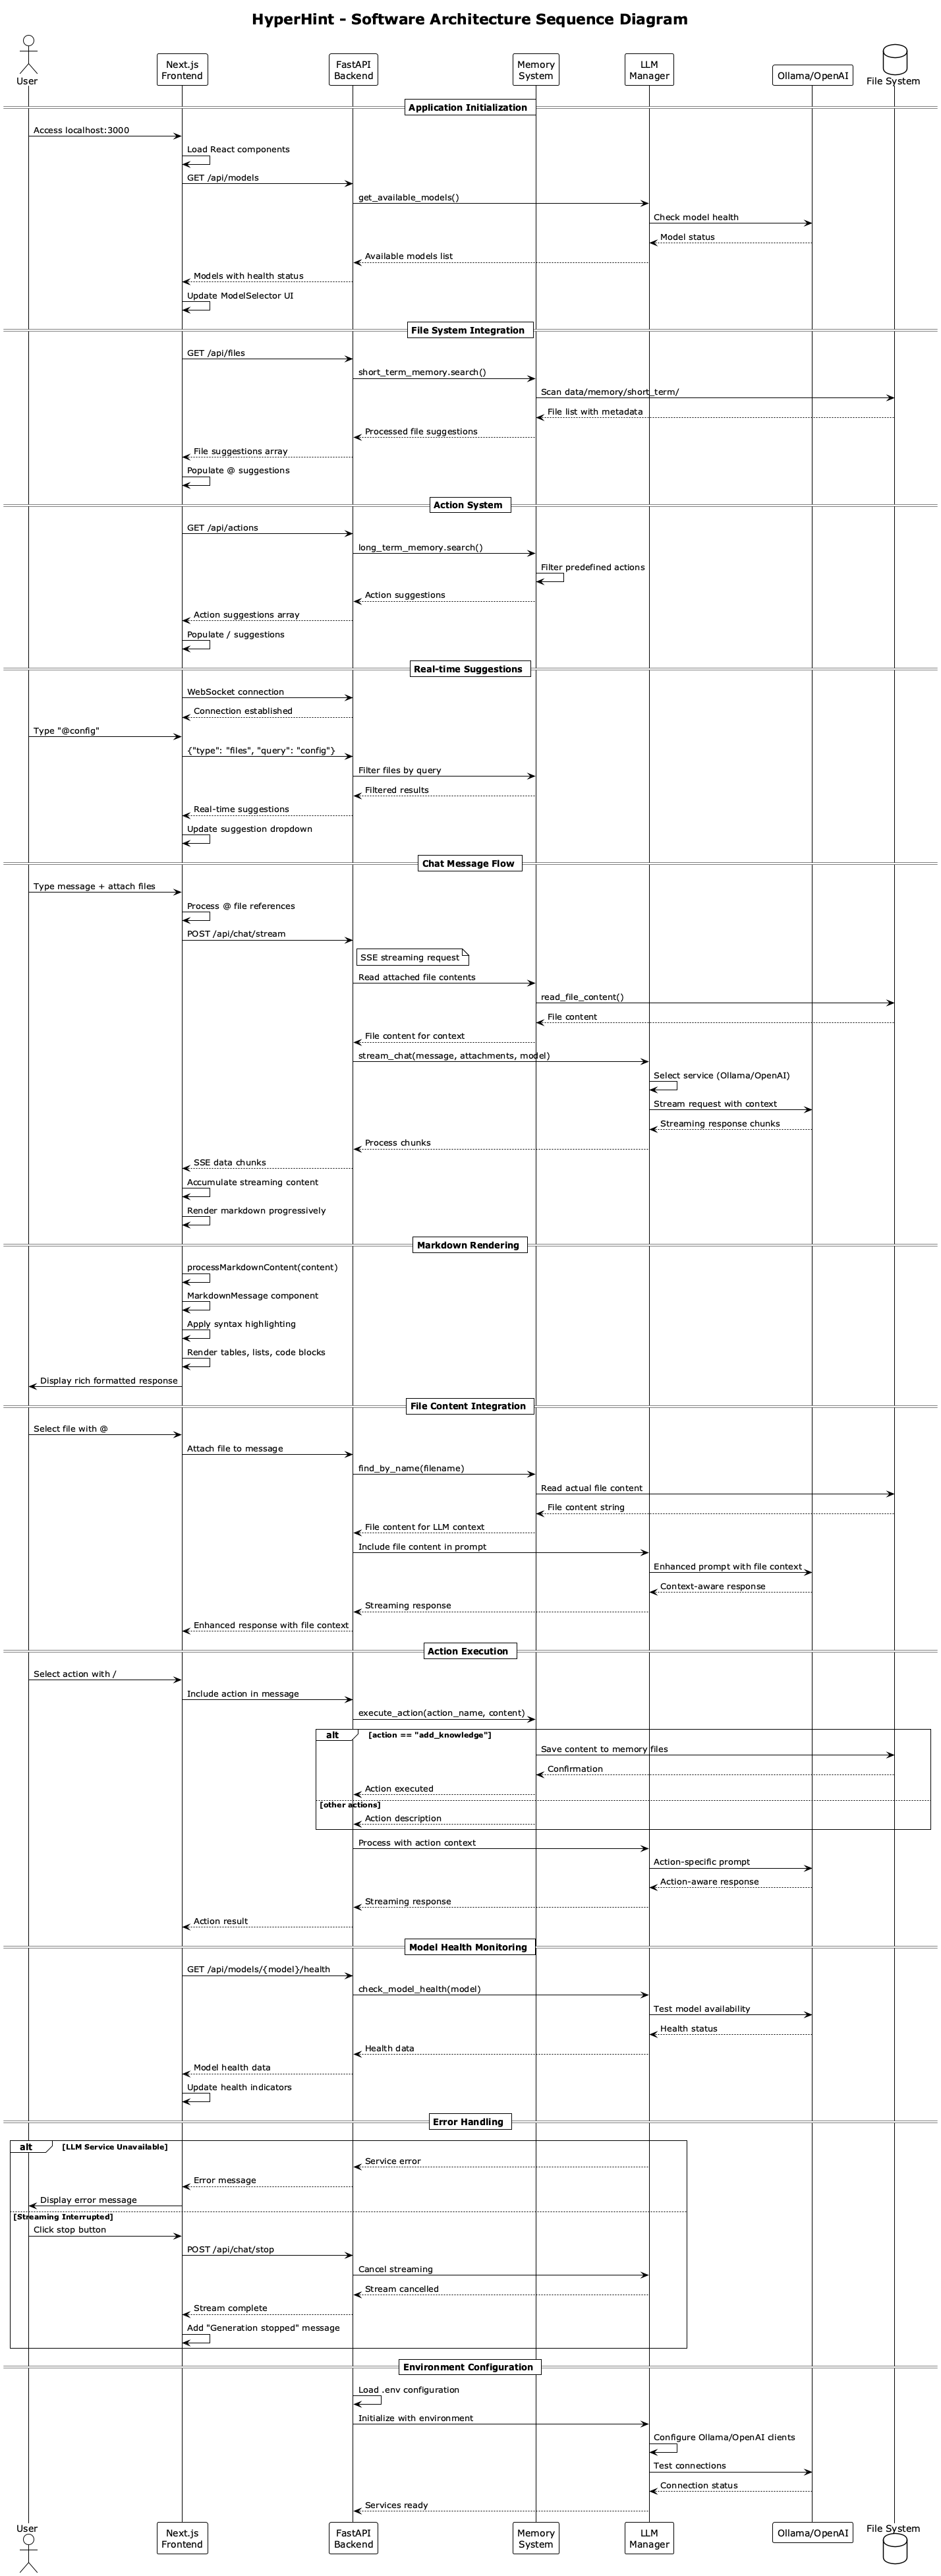 HyperHint - Software Architecture Sequence Diagram
User
Next.js
Frontend
FastAPI
Backend
Memory
System
LLM
Manager
Ollama/OpenAI
File System
Application Initialization
Access localhost:3000
Load React components
GET /api/models
get_available_models()
Check model health
Model status
Available models list
Models with health status
Update ModelSelector UI
File System Integration
GET /api/files
short_term_memory.search()
Scan data/memory/short_term/
File list with metadata
Processed file suggestions
File suggestions array
Populate @ suggestions
Action System
GET /api/actions
long_term_memory.search()
Filter predefined actions
Action suggestions
Action suggestions array
Populate / suggestions
Real-time Suggestions
WebSocket connection
Connection established
Type "@config"
{"type": "files", "query": "config"}
Filter files by query
Filtered results
Real-time suggestions
Update suggestion dropdown
Chat Message Flow
Type message + attach files
Process @ file references
POST /api/chat/stream
SSE streaming request
Read attached file contents
read_file_content()
File content
File content for context
stream_chat(message, attachments, model)
Select service (Ollama/OpenAI)
Stream request with context
Streaming response chunks
Process chunks
SSE data chunks
Accumulate streaming content
Render markdown progressively
Markdown Rendering
processMarkdownContent(content)
MarkdownMessage component
Apply syntax highlighting
Render tables, lists, code blocks
Display rich formatted response
File Content Integration
Select file with @
Attach file to message
find_by_name(filename)
Read actual file content
File content string
File content for LLM context
Include file content in prompt
Enhanced prompt with file context
Context-aware response
Streaming response
Enhanced response with file context
Action Execution
Select action with /
Include action in message
execute_action(action_name, content)
alt [action == "add_knowledge"]
Save content to memory files
Confirmation
Action executed
[other actions]
Action description
Process with action context
Action-specific prompt
Action-aware response
Streaming response
Action result
Model Health Monitoring
GET /api/models/{model}/health
check_model_health(model)
Test model availability
Health status
Health data
Model health data
Update health indicators
Error Handling
alt [LLM Service Unavailable]
Service error
Error message
Display error message
[Streaming Interrupted]
Click stop button
POST /api/chat/stop
Cancel streaming
Stream cancelled
Stream complete
Add "Generation stopped" message
Environment Configuration
Load .env configuration
Initialize with environment
Configure Ollama/OpenAI clients
Test connections
Connection status
Services ready
User
Next.js
Frontend
FastAPI
Backend
Memory
System
LLM
Manager
Ollama/OpenAI
File System